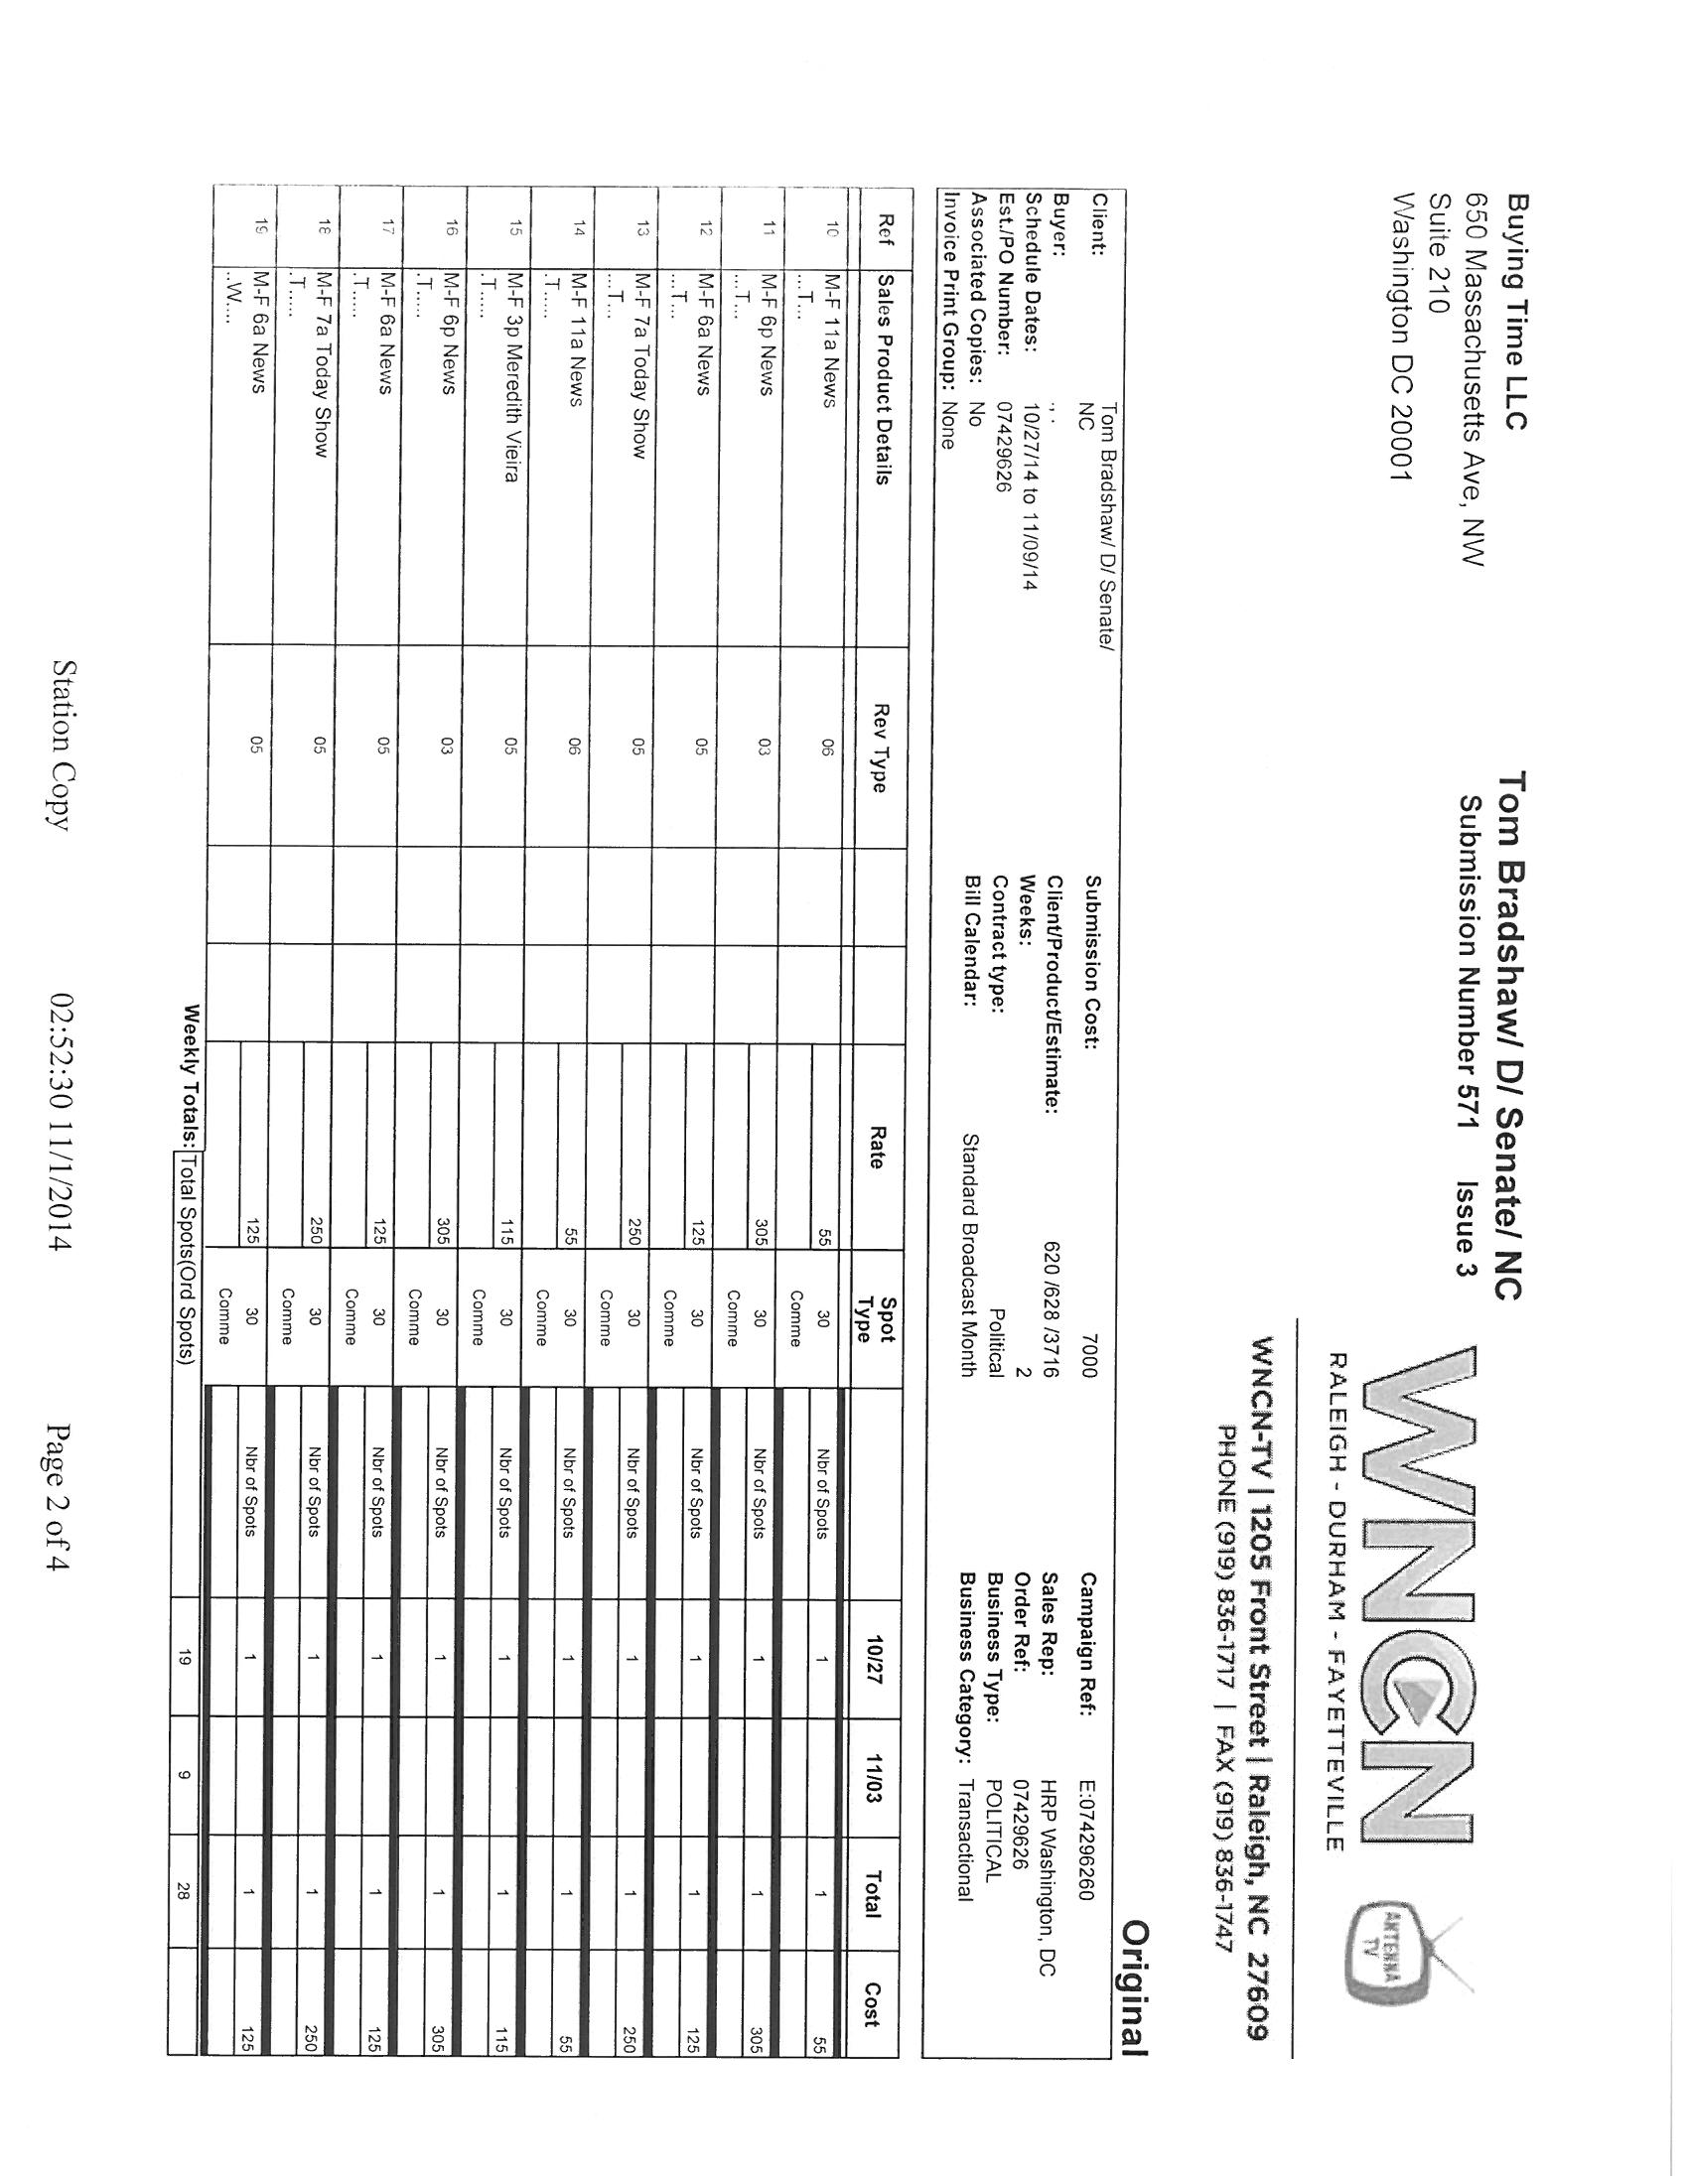 Buying Time LLC
650 Massachusetts Ave, NW
Suite 210
Washington DC 20001
Tom Bradshaw/ D/ Senate/ NC
Submission Number 571 Issue 3
WNCN
RALEIGH - DURHAM - FAYETTEVILLE
ANTENNA TV
WNCN-TV | 1205 Front Street | Raleigh, NC 27609
PHONE (919) 836-1717 | FAX (919) 836-1747
Original
Client: Tom Bradshaw/ D/ Senate/ NC Submission Cost: 7000 Campaign Ref: E:074296260
Buyer: ., . Client/Product/Estimate: 620 /628 /3716 Sales Rep: HRP Washington, DC
Schedule Dates: 10/27/14 to 11/09/14 Weeks: 2 Order Ref: 07429626
Est./PO Number: 07429626 Contract type: Political Business Type: POLITICAL
Associated Copies: No Bill Calendar: Standard Broadcast Month Business Category: Transactional
Invoice Print Group: None
Ref Sales Product Details Rev Type Rate Spot Type 10/27 11/03 Total Cost
10 M-F 11a News 06 55 30 Nbr of Spots 1 1 55
...T... Comme
11 M-F 6p News 03 305 30 Nbr of Spots 1 1 305
...T... Comme
12 M-F 6a News 05 125 30 Nbr of Spots 1 1 125
...T... Comme
13 M-F 7a Today Show 05 250 30 Nbr of Spots 1 1 250
...T... Comme
14 M-F 11a News 06 55 30 Nbr of Spots 1 1 55
.T..... Comme
15 M-F 3p Meredith Vieira 05 115 30 Nbr of Spots 1 1 115
.T..... Comme
16 M-F 6p News 03 305 30 Nbr of Spots 1 1 305
.T..... Comme
17 M-F 6a News 05 125 30 Nbr of Spots 1 1 125
.T..... Comme
18 M-F 7a Today Show 05 250 30 Nbr of Spots 1 1 250
.T..... Comme
19 M-F 6a News 05 125 30 Nbr of Spots 1 1 125
..W.... Comme
Weekly Totals: Total Spots(Ord Spots) 19 9 28
Station Copy 02:52:30 11/1/2014 Page 2 of 4